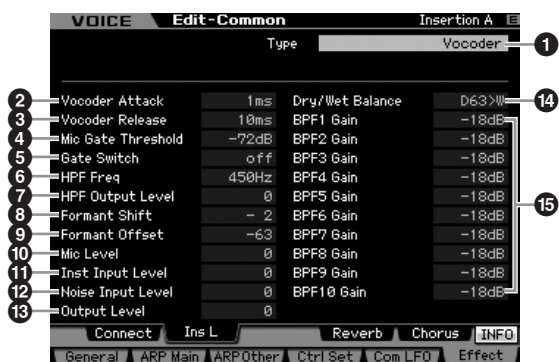 VOICE Edit-Common Insertion A E
Type Vocoder 1
2 Vocoder Attack 1ms Dry/Wet Balance D63>W 14
3 Vocoder Release 10ms BPF1 Gain -18dB
4 Mic Gate Threshold -72dB BPF2 Gain -18dB
5 Gate Switch off BPF3 Gain -18dB
6 HPF Freq 450Hz BPF4 Gain -18dB
7 HPF Output Level 0 BPF5 Gain -18dB
8 Formant Shift - 2 BPF6 Gain -18dB 15
9 Formant Offset -63 BPF7 Gain -18dB
10 Mic Level 0 BPF8 Gain -18dB
11 Inst Input Level 0 BPF9 Gain -18dB
12 Noise Input Level 0 BPF10 Gain -18dB
13 Output Level 0
Connect Ins L Reverb Chorus INFO
General ARP Main ARP Other Ctrl Set Com LFO Effect